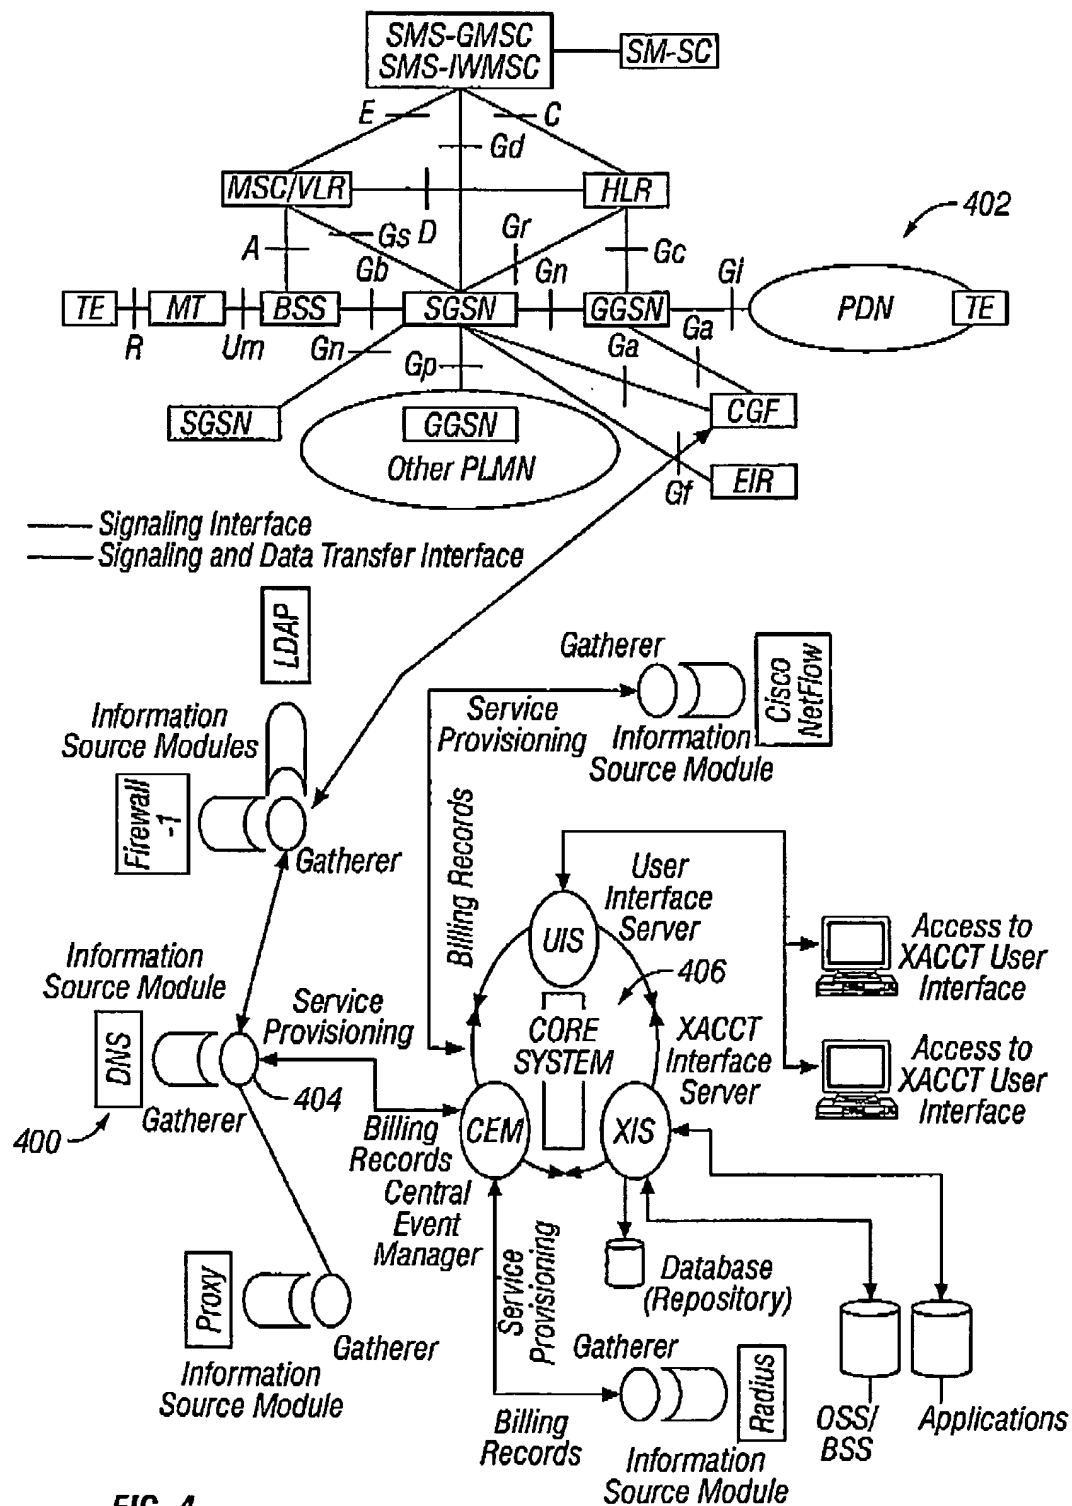 SMS-GMSC
SMS-IWMSC
SM-SC
E
C
Gd
MSC/VLR
HLR
402
D
Gs
Gr
A
Gb
Gn
Gc
Gi
TE
MT
BSS
SGSN
GGSN
PDN
TE
R
Um
Gn
Gp
Ga
Ga
SGSN
GGSN
CGF
Other PLMN
Gf
EIR
Signaling Interface
Signaling and Data Transfer Interface
LDAP
Gatherer
Cisco
NetFlow
Information
Source Modules
Service
Provisioning
Information
Source Module
Firewall
-1
Gatherer
Billing Records
User
Interface
Server
UIS
Access to
XACCT User
Interface
406
Information
Source Module
Service
Provisioning
CORE
SYSTEM
XACCT
Interface
Server
Access to
XACCT User
Interface
DNS
404
Gatherer
400
Billing
Records
CEM
XIS
Central
Event
Manager
Service
Provisioning
Database
(Repository)
Proxy
Gatherer
Information
Source Module
Gatherer
Radius
Billing
Records
Information
Source Module
OSS/
BSS
Applications
FIG. 4